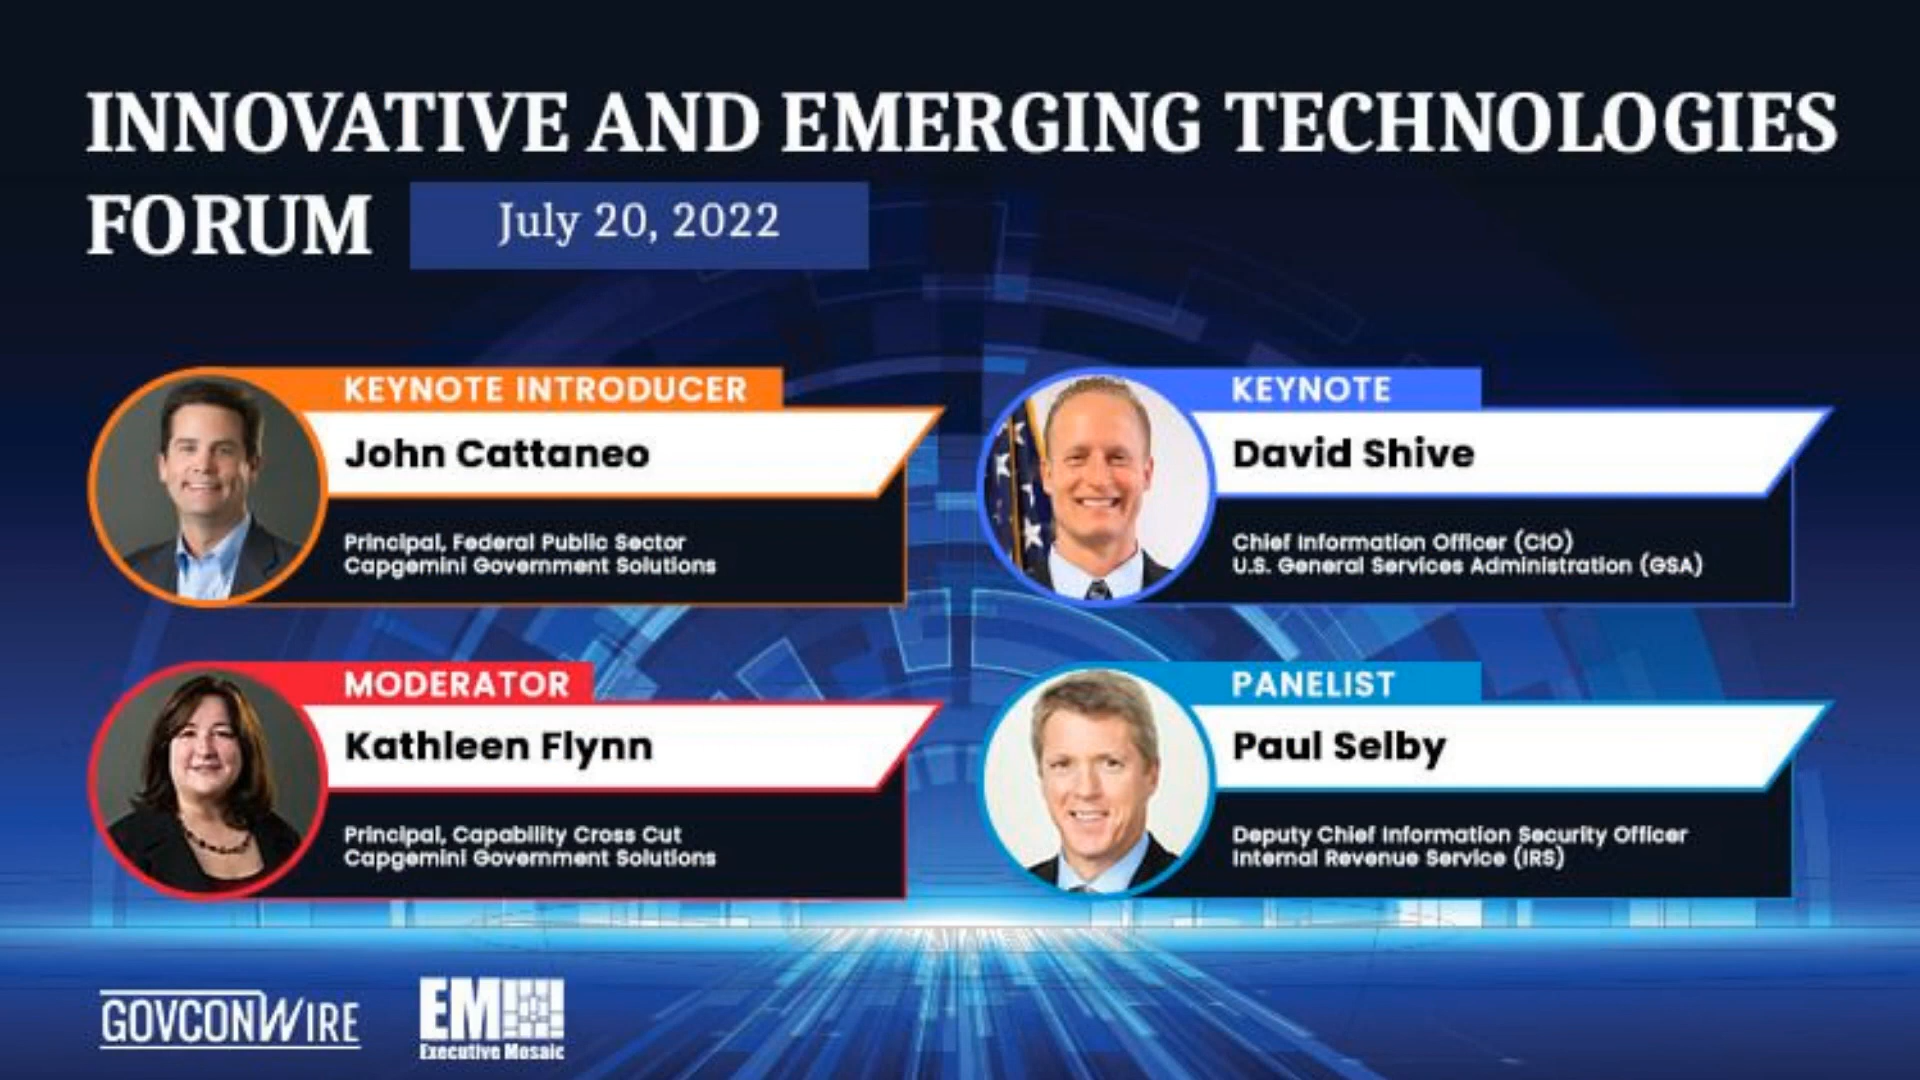 INNOVATIVE AND EMERGING TECHNOLOGIES
FORUM
July 20, 2022
KEYNOTE INTRODUCER
John Cattaneo
Principal, Federal Public Sector
Capgemini Government Solutions
KEYNOTE
David Shive
Chief Information Officer (CIO)
U.S. General Services Administration (GSA)
MODERATOR
Kathleen Flynn
Principal, Capability Cross Cut
Capgemini Government Solutions
PANELIST
Paul Selby
Deputy Chief Information Security Officer
Internal Revenue Service (IRS)
GOVCONWIRE
EM
Executive Mosaic